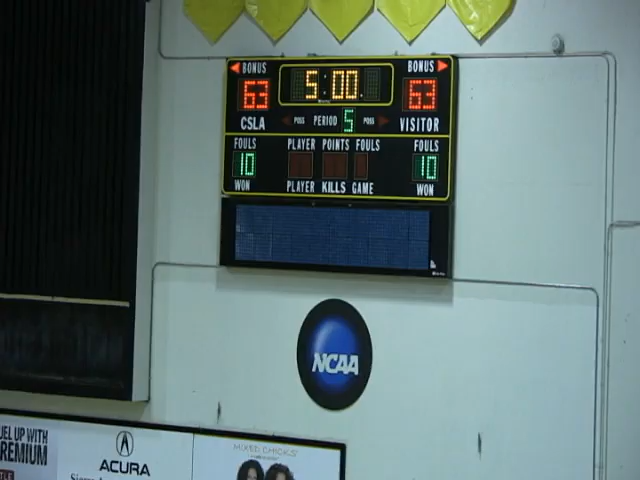 BONUS 5:00 BONUS
63 63
CSLA POSS PERIOD 5 POSS VISITOR
FOULS PLAYER POINTS FOULS FOULS
10 10
WON PLAYER KILLS GAME WON
NCAA
UEL UP WITH
REMIUM
ACURA
MIXED CHICKS